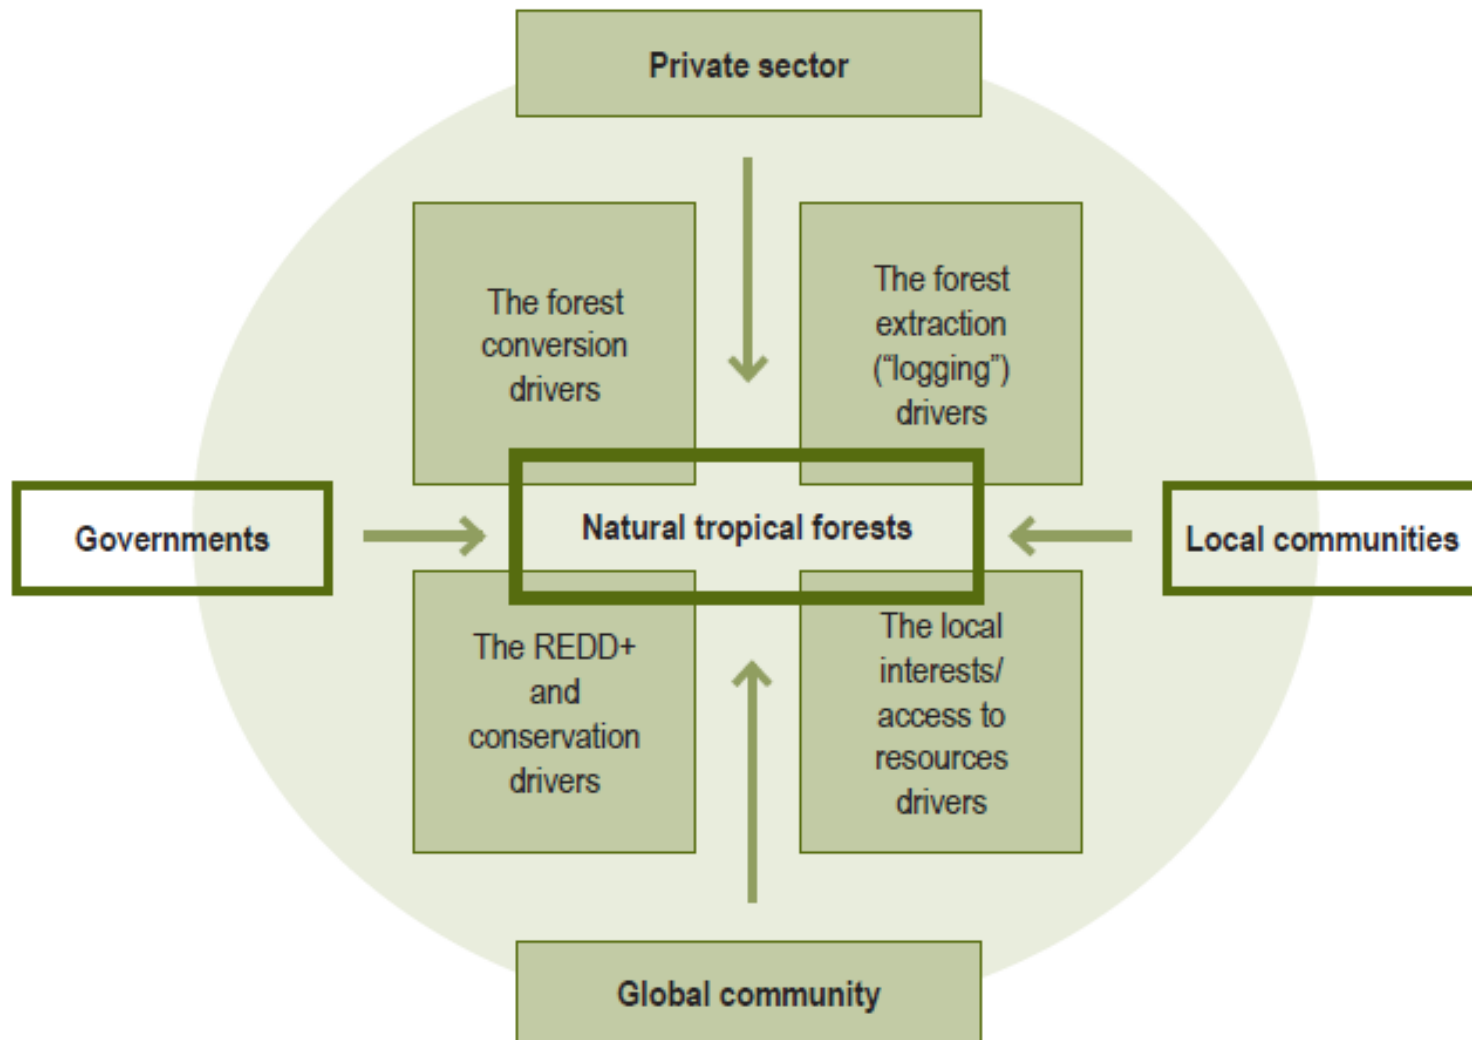 Private sector
The forest
conversion
drivers
The forest
extraction
(“logging”)
drivers
Governments
Natural tropical forests
Local communities
The REDD+
and
conservation
drivers
The local
interests/
access to
resources
drivers
Global community